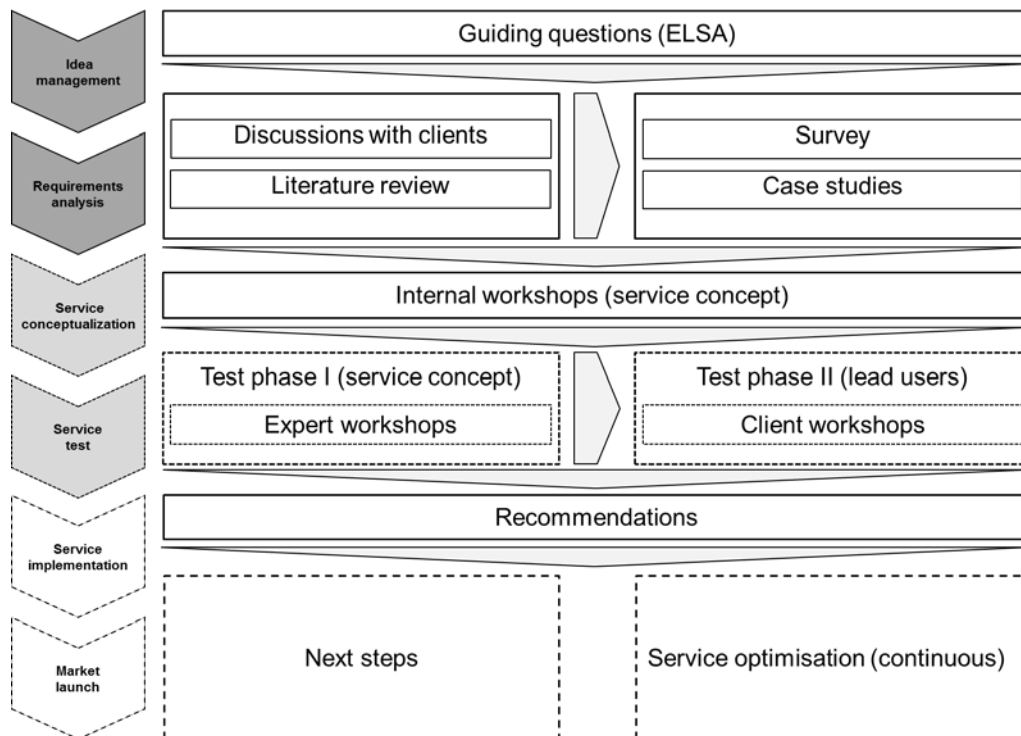 Idea
management
Guiding questions (ELSA)
Requirements
analysis
Discussions with clients
Literature review
Survey
Case studies
Service
conceptualization
Internal workshops (service concept)
Service
test
Test phase I (service concept)
Expert workshops
Test phase II (lead users)
Client workshops
Service
implementation
Recommendations
Market
launch
Next steps
Service optimisation (continuous)